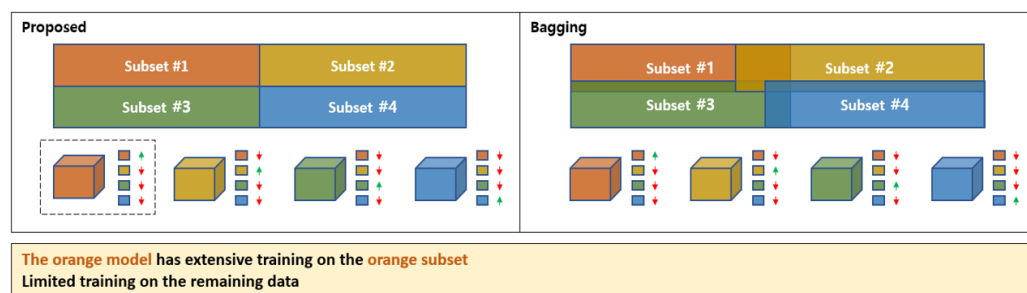 Proposed
Subset #1
Subset #2
Subset #3
Subset #4
Bagging
Subset #1
Subset #2
Subset #3
Subset #4
The orange model has extensive training on the orange subset
Limited training on the remaining data